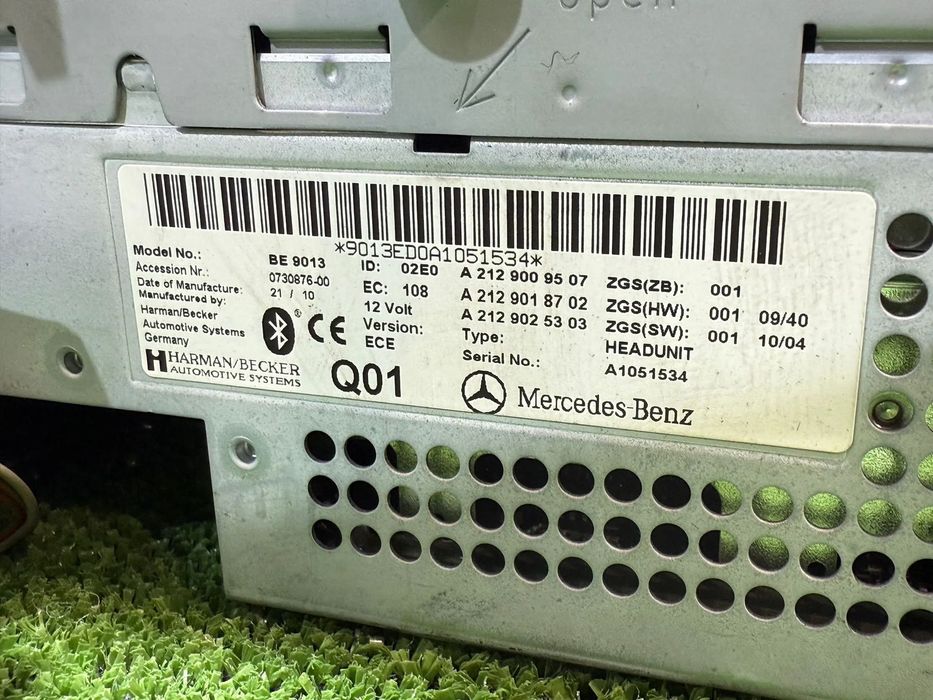 open
*9013ED0A1051534*
Model No.: BE 9013 ID: 02E0 A 212 900 95 07 ZGS(ZB): 001
Accession Nr.: 0730876-00 EC: 108 A 212 901 87 02 ZGS(HW): 001 09/40
Date of Manufacture: 21 / 10 12 Volt A 212 902 53 03 ZGS(SW): 001 10/04
Manufactured by: Version: Type: HEADUNIT
Harman/Becker ECE Serial No.: A1051534
Automotive Systems
Germany
® CE
H HARMAN/BECKER
AUTOMOTIVE SYSTEMS
Q01
Mercedes-Benz